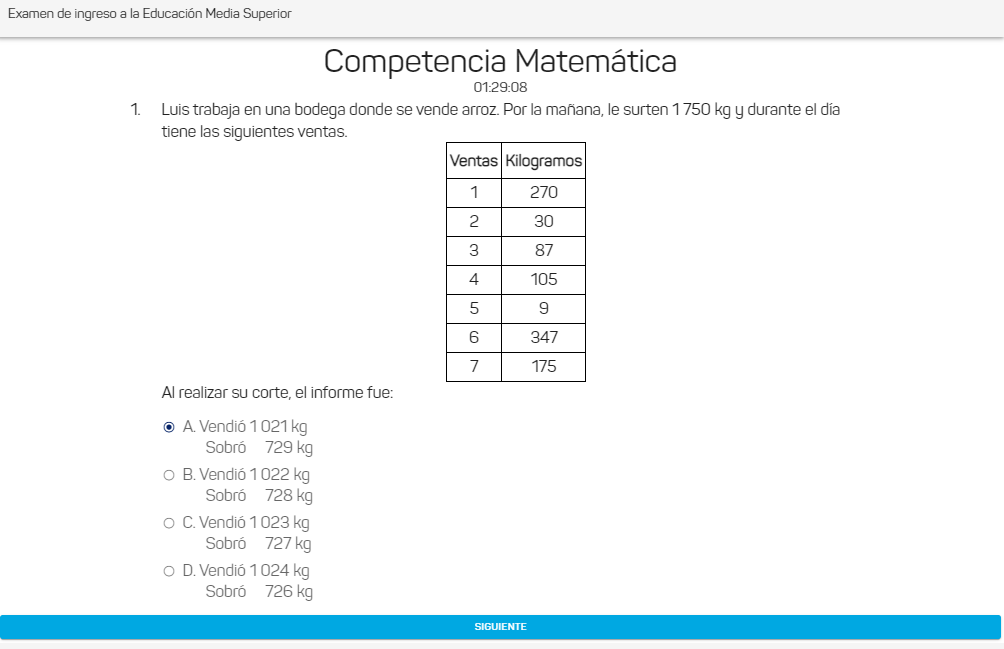 Examen de ingreso a la Educación Media Superior
Competencia Matemática
01:29:08
1. Luis trabaja en una bodega donde se vende arroz. Por la mañana, le surten 1 750 kg y durante el día
tiene las siguientes ventas.
Ventas Kilogramos
1 270
2 30
3 87
4 105
5 9
6 347
7 175
Al realizar su corte, el informe fue:
A. Vendió 1 021 kg
Sobró 729 kg
B. Vendió 1 022 kg
Sobró 728 kg
C. Vendió 1 023 kg
Sobró 727 kg
D. Vendió 1 024 kg
Sobró 726 kg
SIGUIENTE